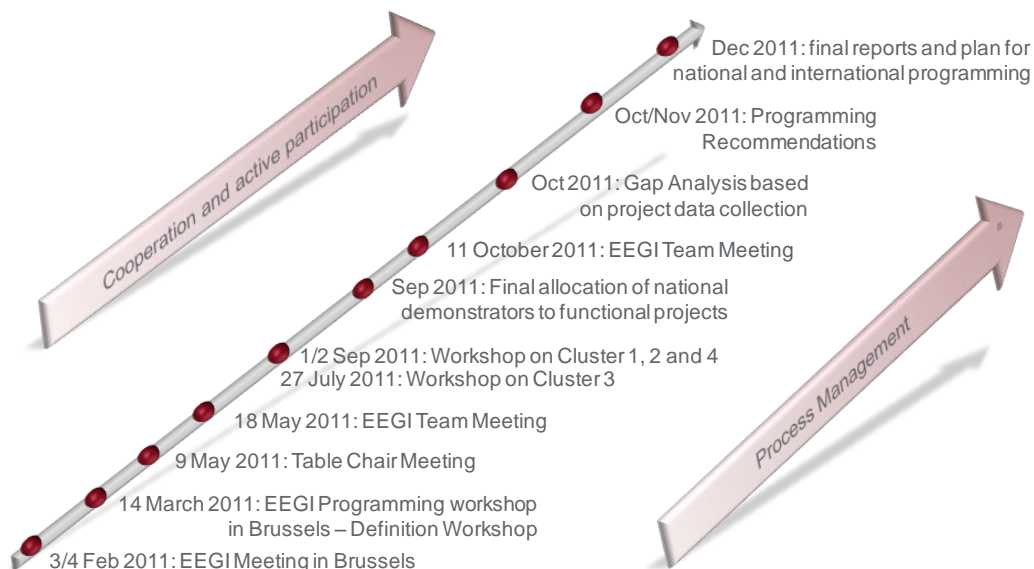 Cooperation and active participation
Dec 2011: final reports and plan for
national and international programming
Oct/Nov 2011: Programming
Recommendations
Oct 2011: Gap Analysis based
on project data collection
11 October 2011: EEGI Team Meeting
Sep 2011: Final allocation of national
demonstrators to functional projects
1/2 Sep 2011: Workshop on Cluster 1, 2 and 4
27 July 2011: Workshop on Cluster 3
18 May 2011: EEGI Team Meeting
9 May 2011: Table Chair Meeting
14 March 2011: EEGI Programming workshop
in Brussels – Definition Workshop
3/4 Feb 2011: EEGI Meeting in Brussels
Process Management